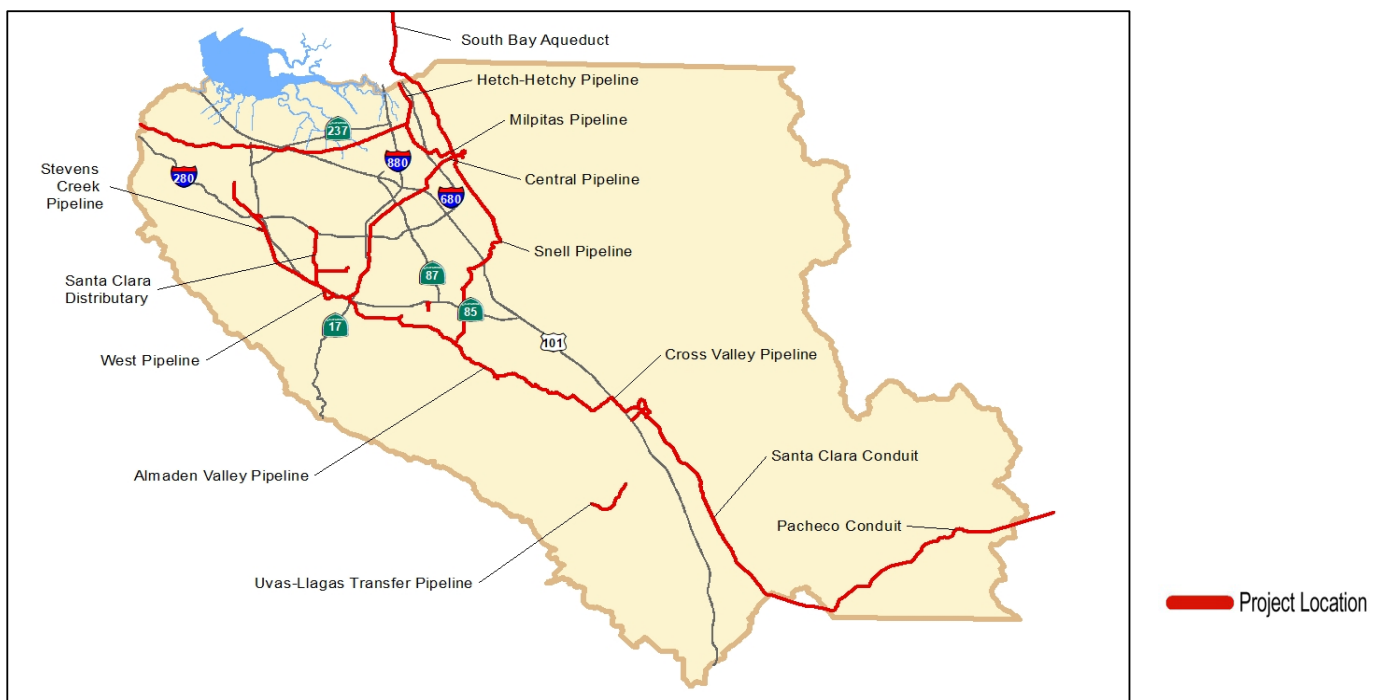 South Bay Aqueduct
Hetch-Hetchy Pipeline
Milpitas Pipeline
237
880
Central Pipeline
Stevens
Creek
Pipeline
280
680
Snell Pipeline
Santa Clara
Distributary
87
85
17
101
West Pipeline
Cross Valley Pipeline
Almaden Valley Pipeline
Santa Clara Conduit
Pacheco Conduit
Uvas-Llagas Transfer Pipeline
Project Location